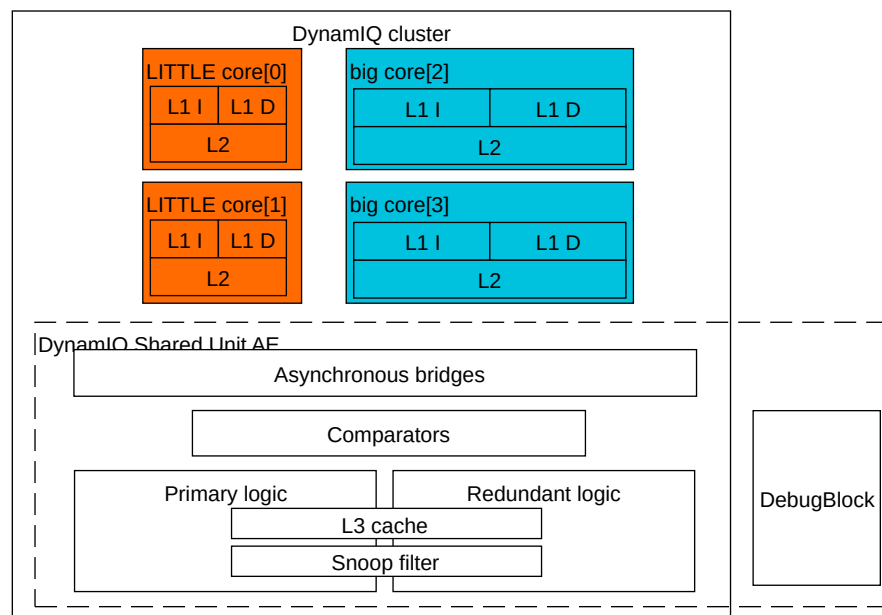 DynamIQ cluster
LITTLE core[0]
L1 I
L1 D
L2
big core[2]
L1 I
L1 D
L2
LITTLE core[1]
L1 I
L1 D
L2
big core[3]
L1 I
L1 D
L2
DynamIQ Shared Unit AE
Asynchronous bridges
Comparators
Primary logic
Redundant logic
L3 cache
Snoop filter
DebugBlock